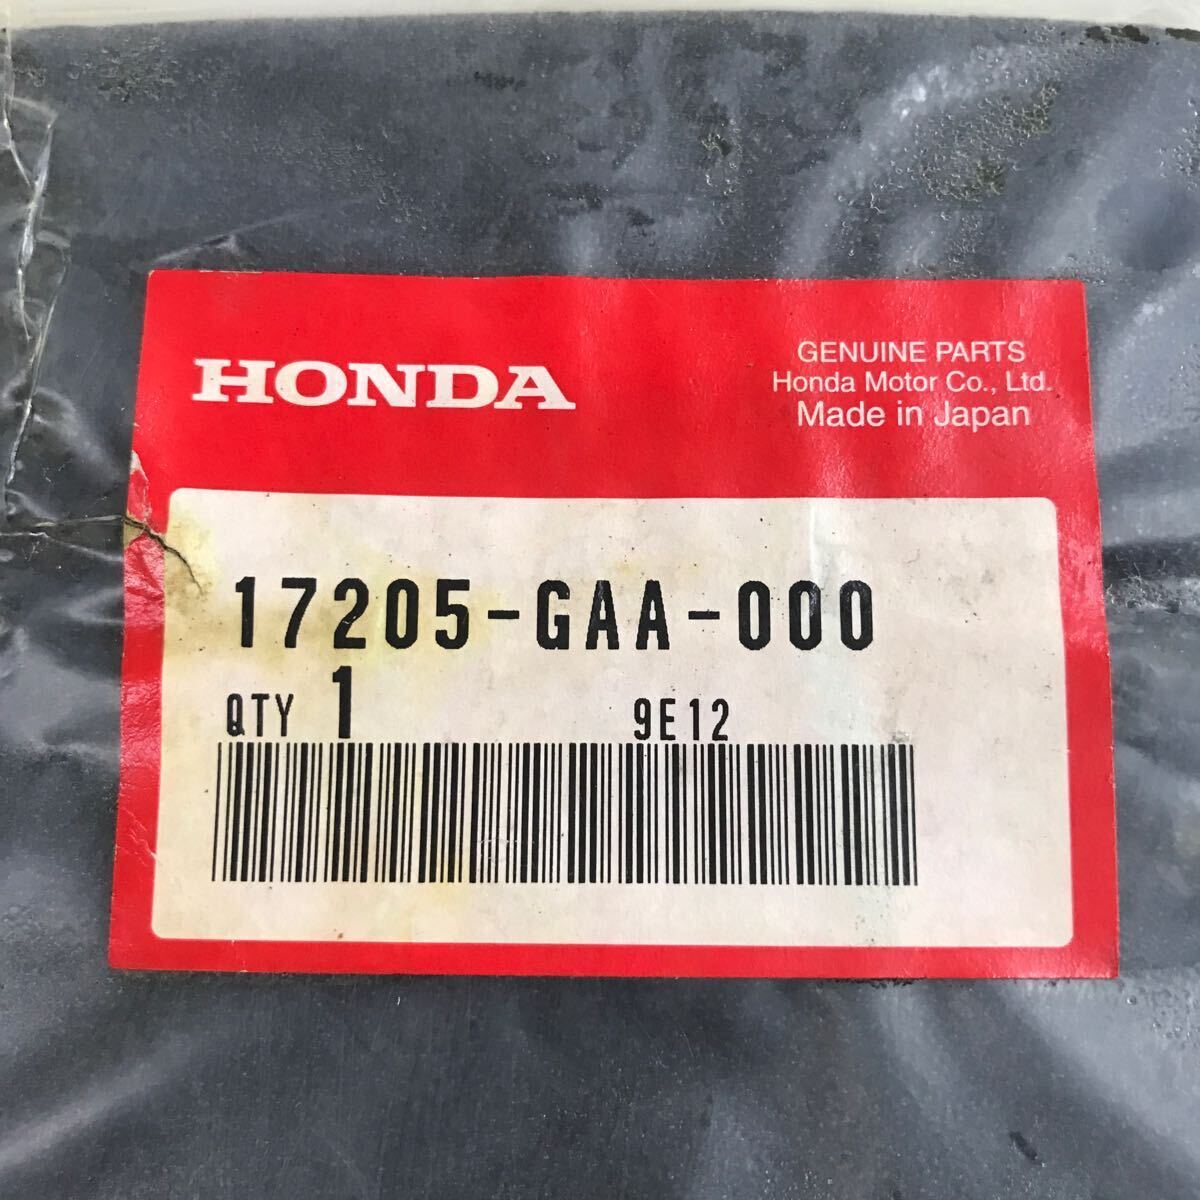 HONDA
GENUINE PARTS
Honda Motor Co., Ltd.
Made in Japan
17205-GAA-000
QTY 1 9E12